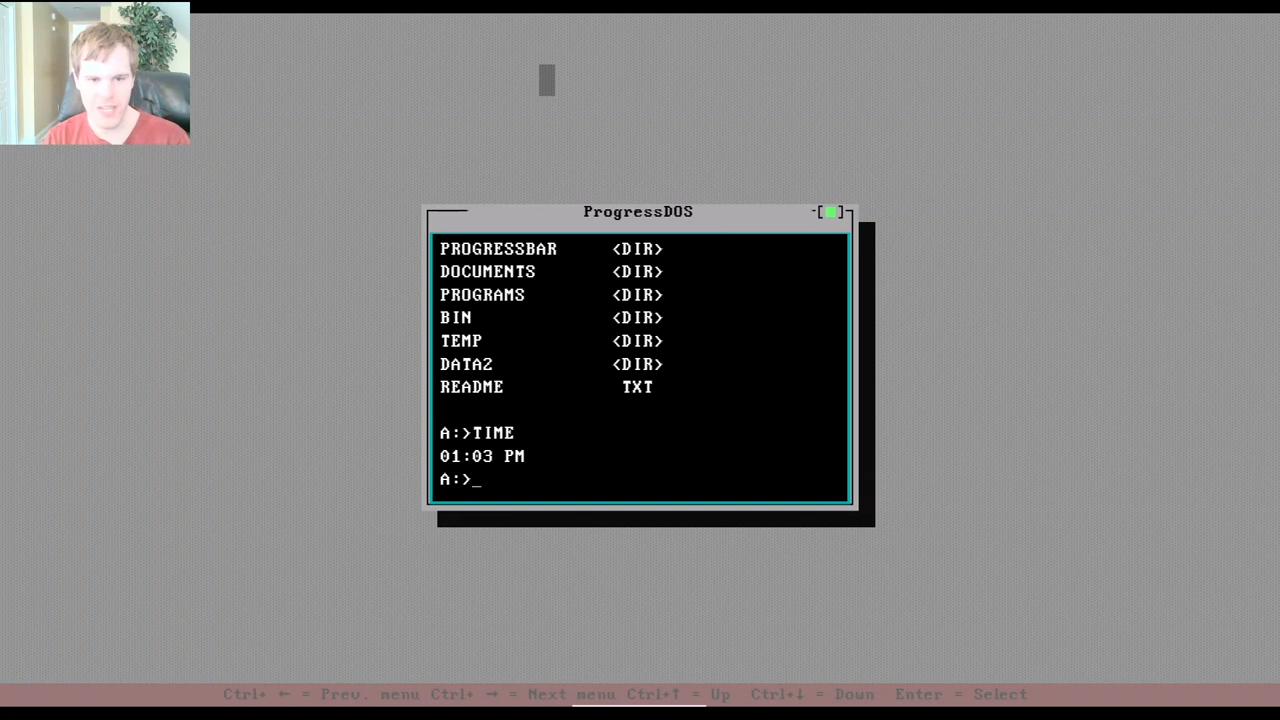 ProgressDOS
PROGRESSBAR <DIR>
DOCUMENTS <DIR>
PROGRAMS <DIR>
BIN <DIR>
TEMP <DIR>
DATA2 <DIR>
README TXT
A:>TIME
01:03 PM
A:>_
Ctrl+ ← = Prev. menu Ctrl+ → = Next menu Ctrl+↑ = Up Ctrl+↓ = Down Enter = Select